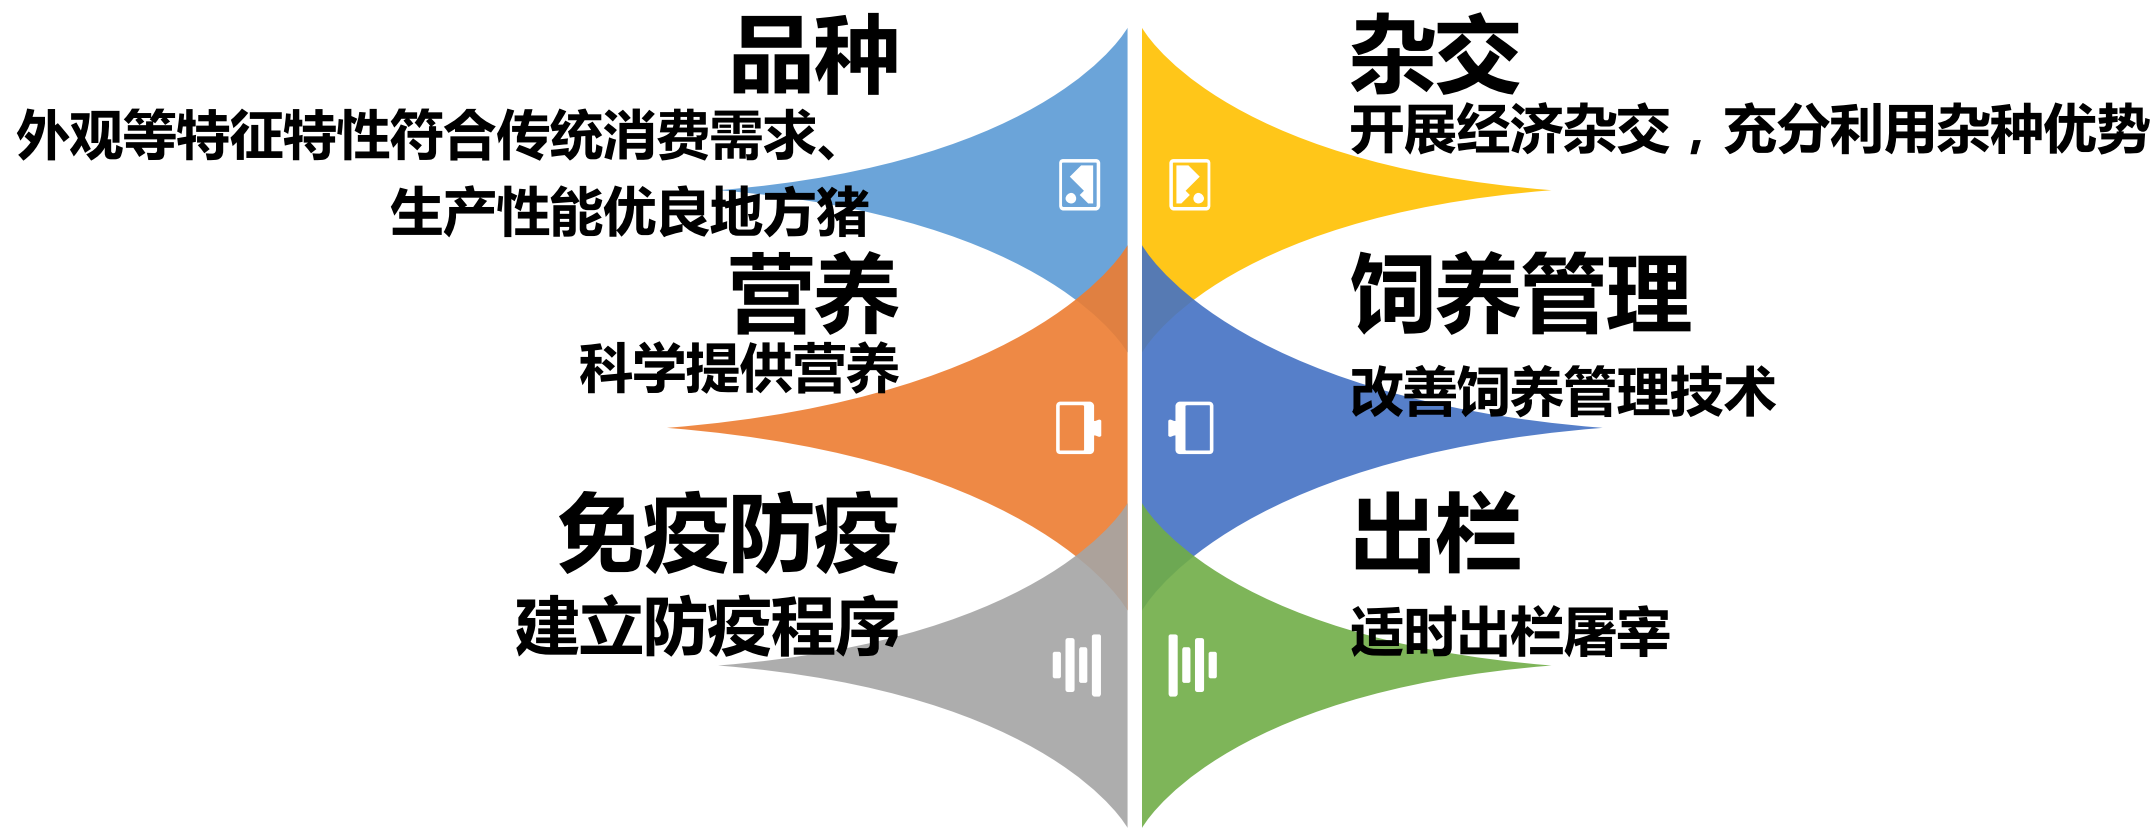 品种
外观等特征特性符合传统消费需求、
生产性能优良地方猪
杂交
开展经济杂交，充分利用杂种优势
营养
科学提供营养
饲养管理
改善饲养管理技术
免疫防疫
建立防疫程序
出栏
适时出栏屠宰